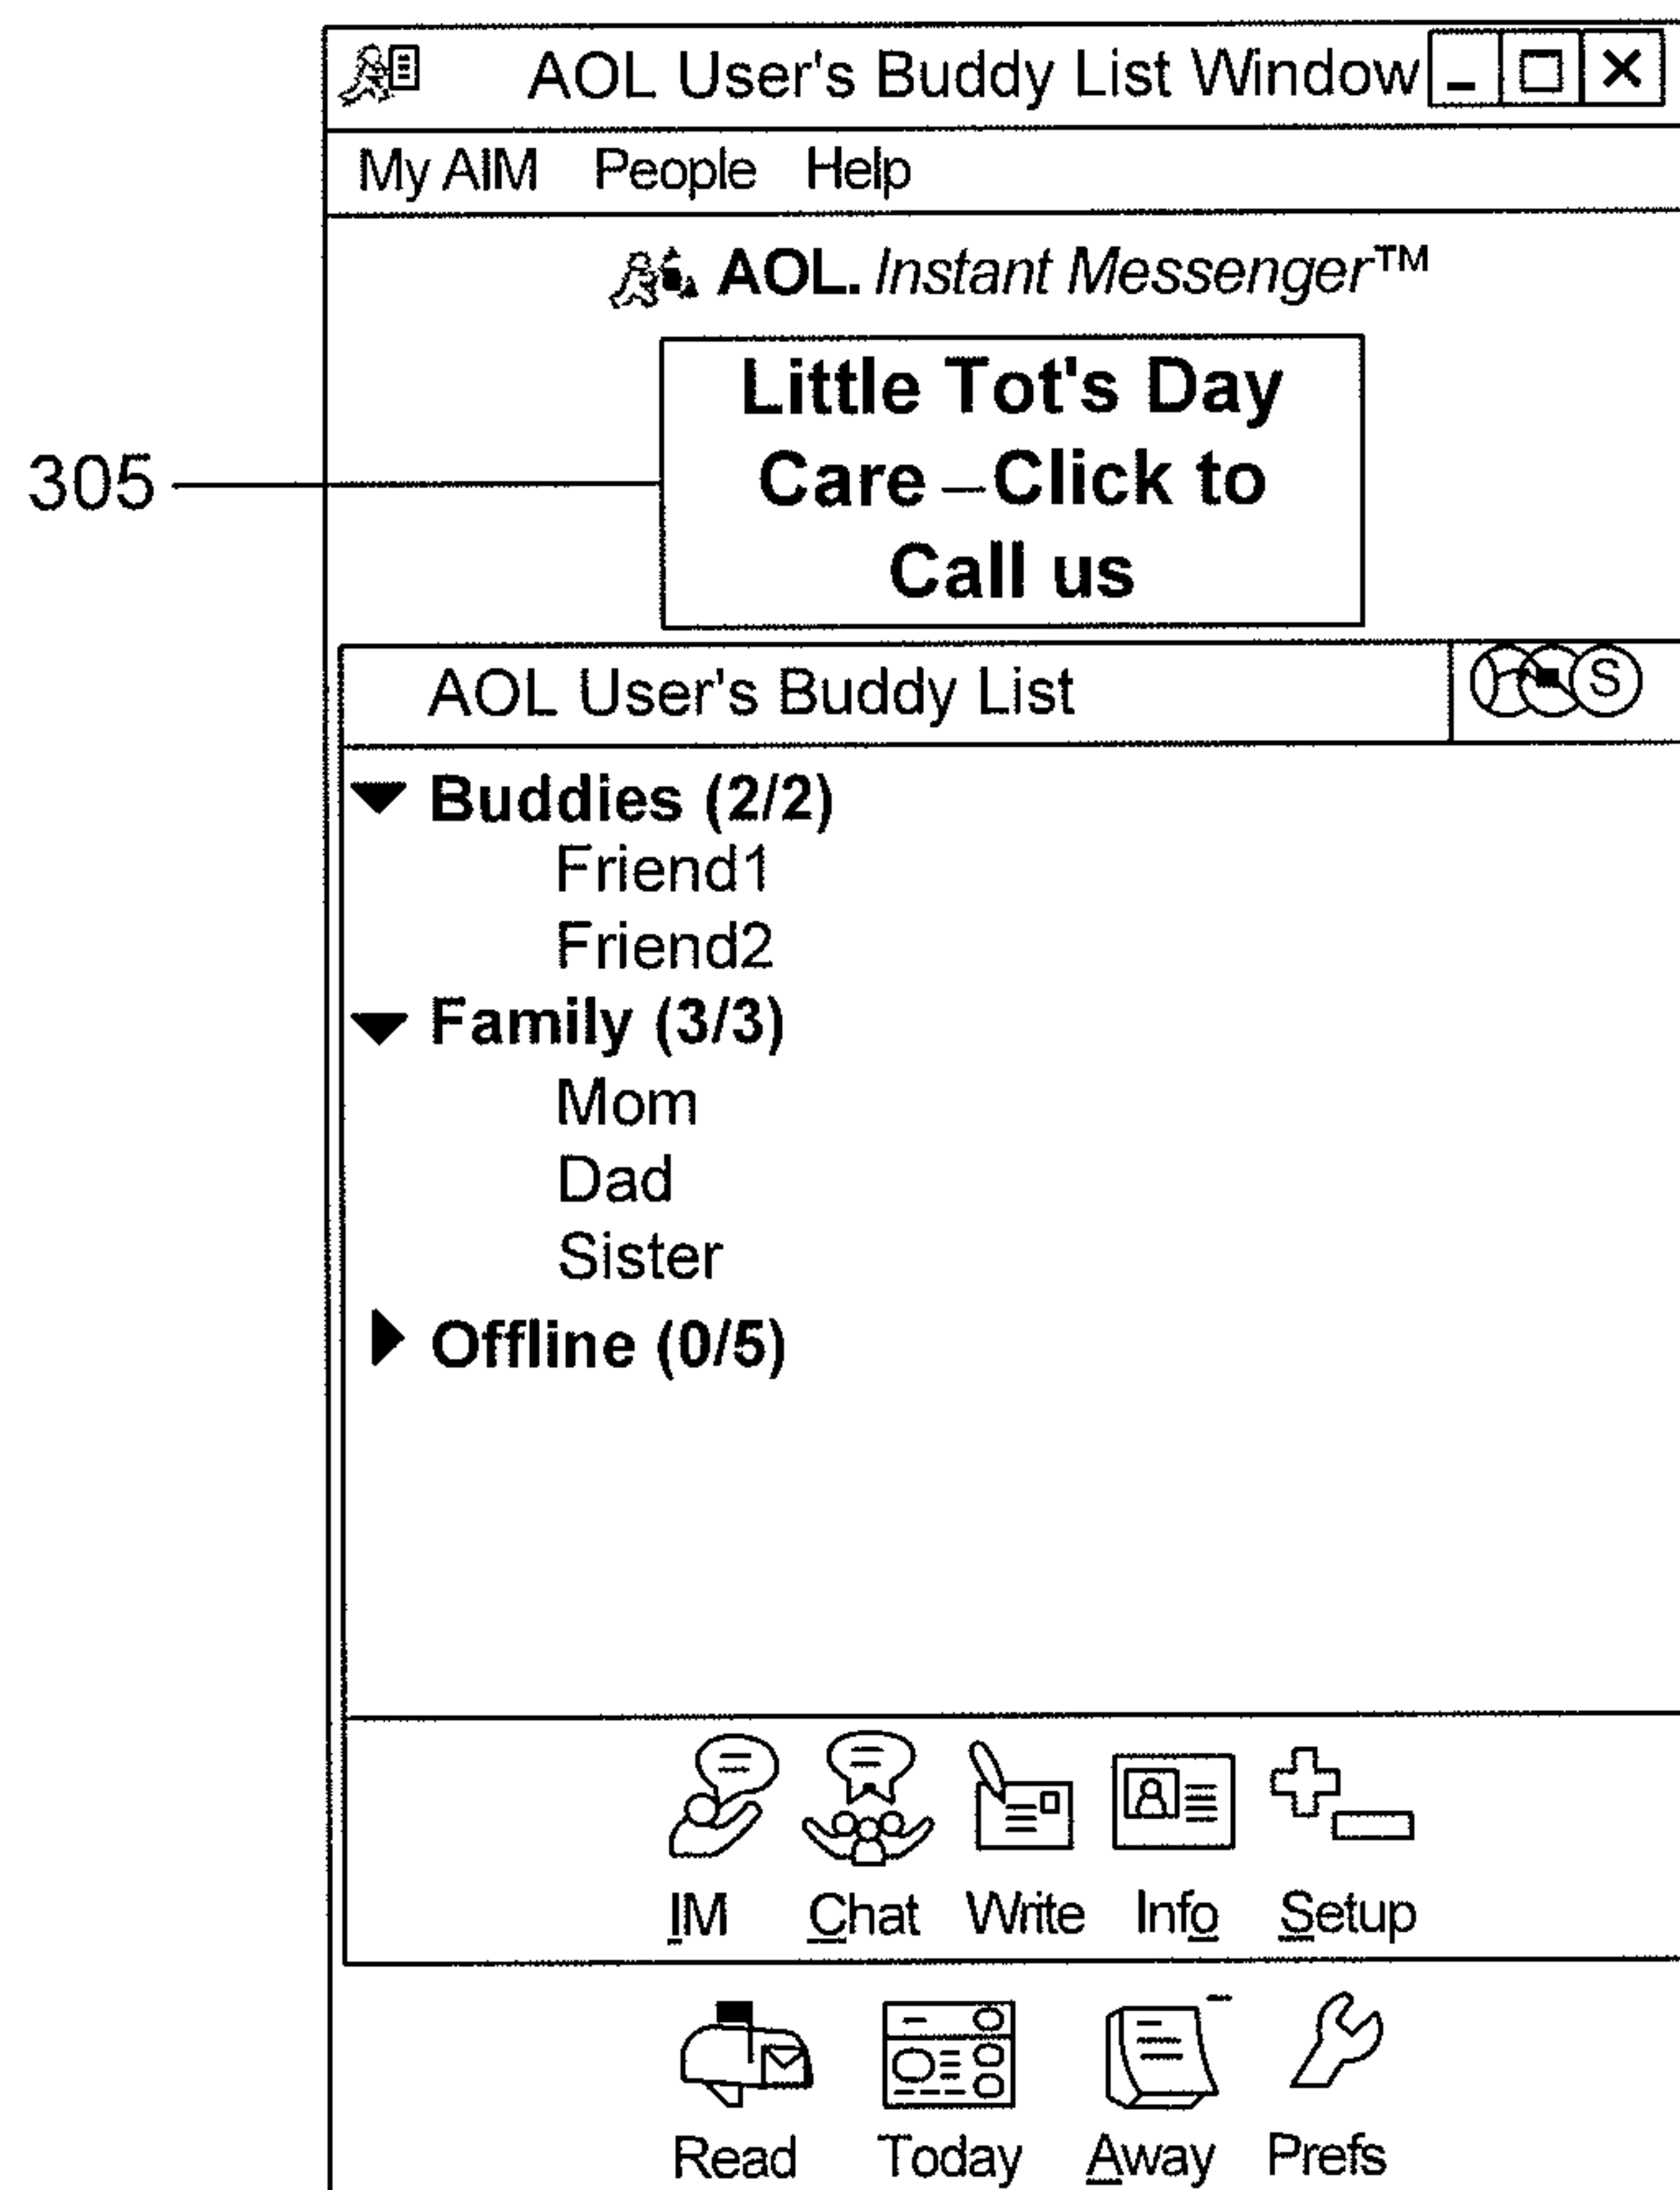 AOL User's Buddy List Window
My AIM People Help
AOL. Instant Messenger™
Little Tot's Day
305
Care – Click to
Call us
AOL User's Buddy List
S
Buddies (2/2)
Friend1
Friend2
Family (3/3)
Mom
Dad
Sister
Offline (0/5)
IM Chat Write Info Setup
Read Today Away Prefs